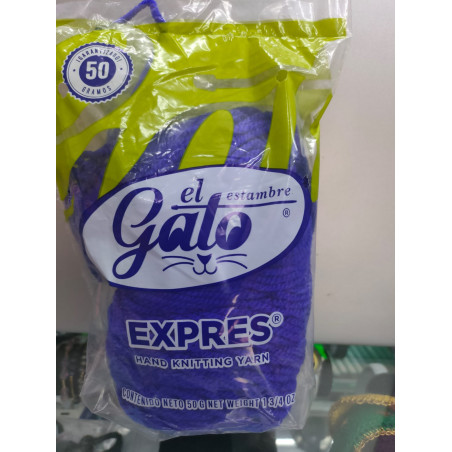 ¡GARANTIZADO!
50
GRAMOS
el
estambre
Gato®
EXPRES®
HAND KNITTING YARN
CONTENIDO NETO 50 G NET WEIGHT 1 3/4 OZ